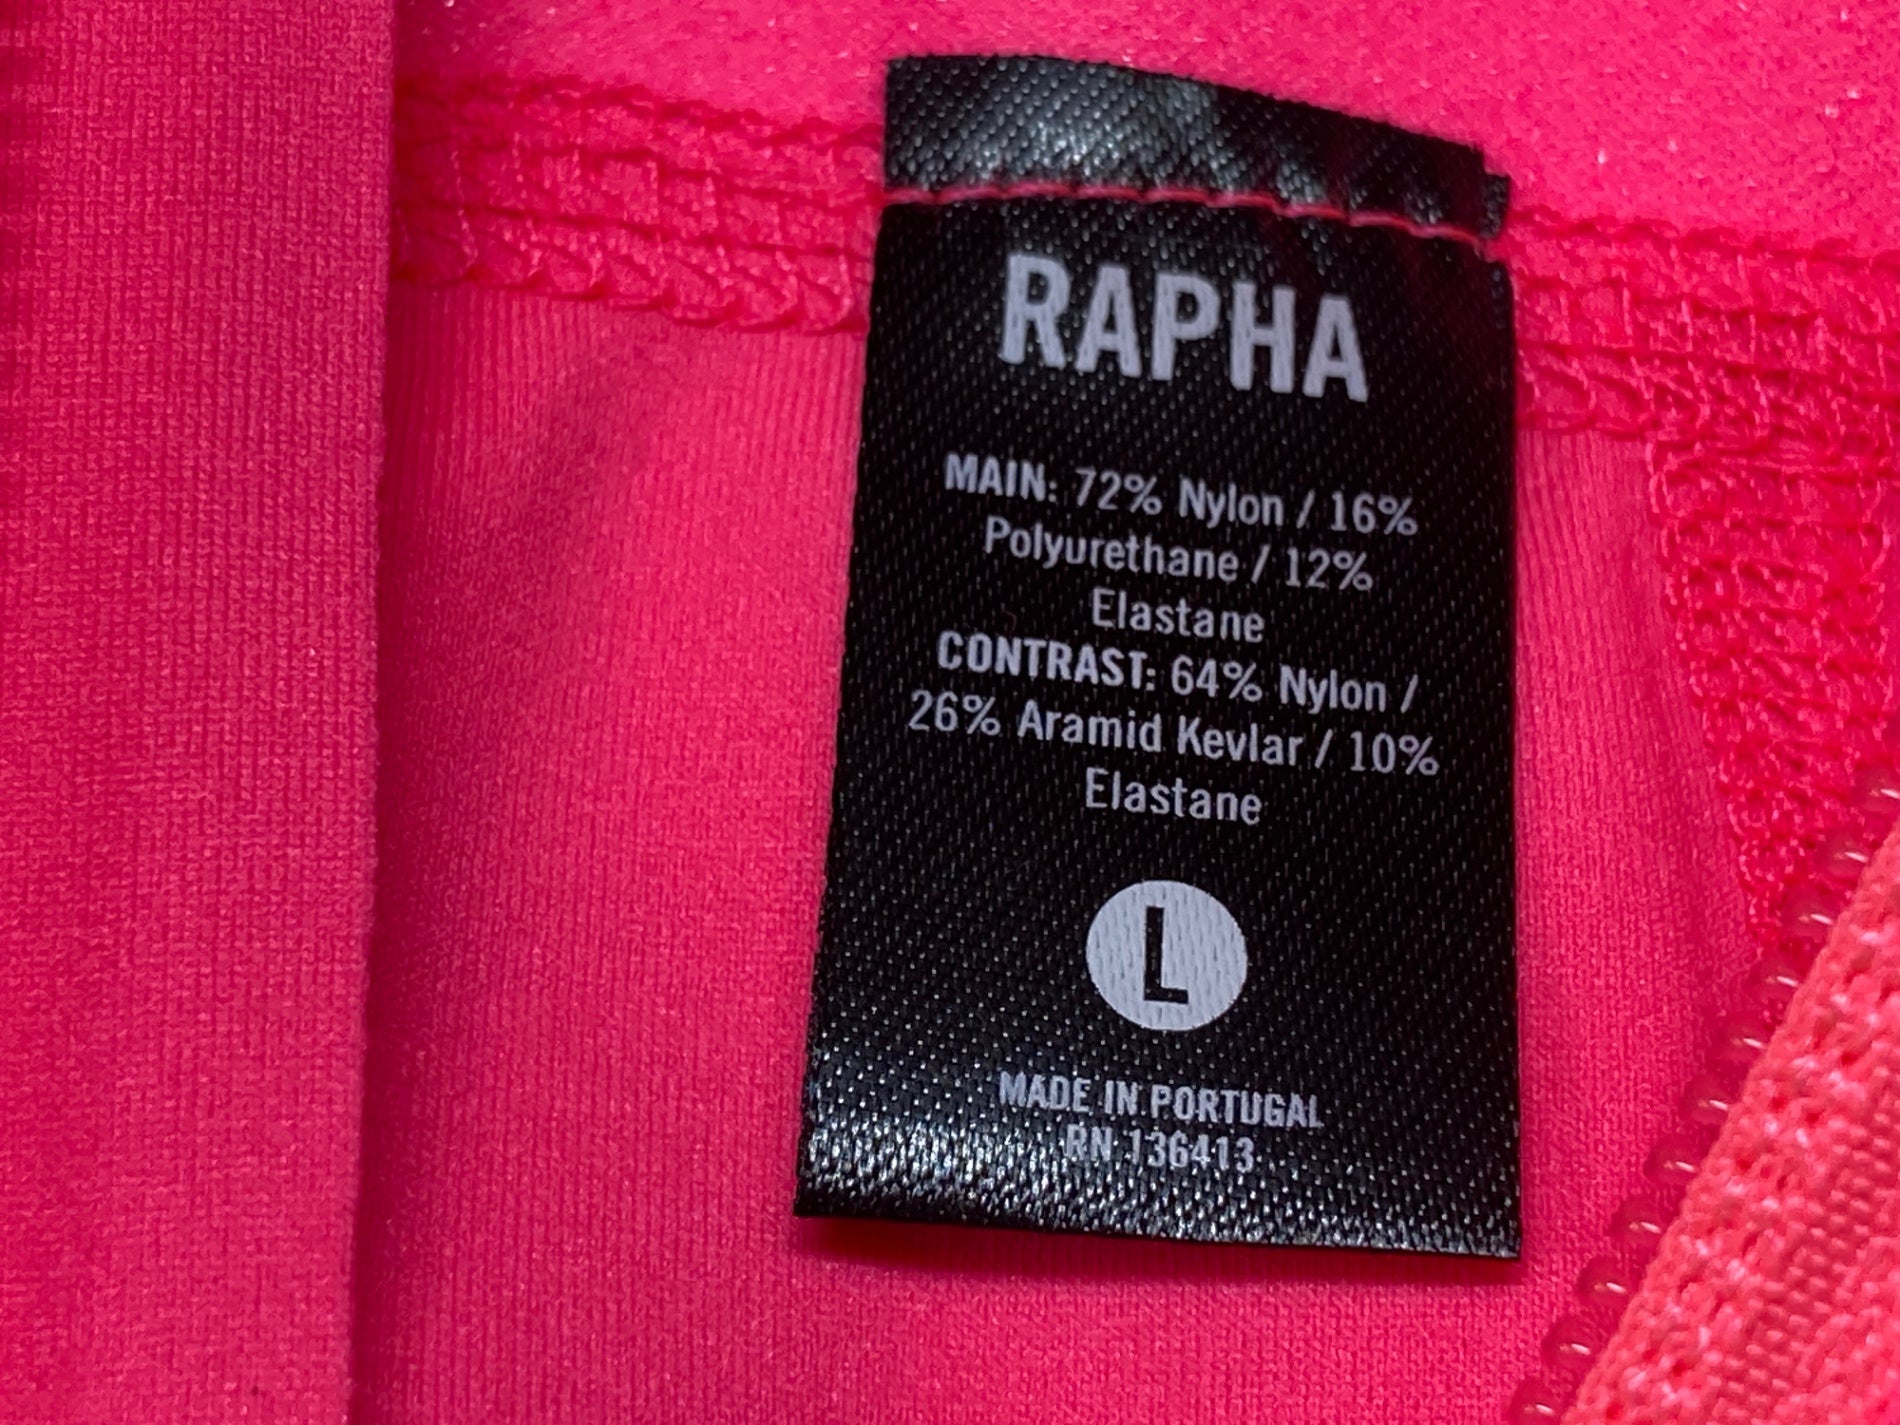 RAPHA
MAIN: 72% Nylon / 16%
Polyurethane / 12%
Elastane
CONTRAST: 64% Nylon /
26% Aramid Kevlar / 10%
Elastane
L
MADE IN PORTUGAL
RN 136413